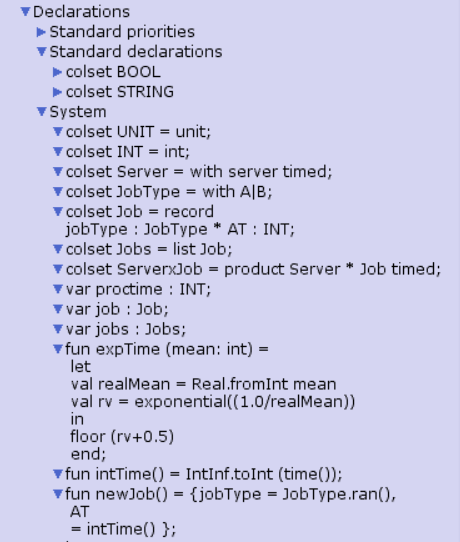 Declarations
Standard priorities
Standard declarations
colset BOOL
colset STRING
System
colset UNIT = unit;
colset INT = int;
colset Server = with server timed;
colset JobType = with A|B;
colset Job = record
jobType : JobType * AT : INT;
colset Jobs = list Job;
colset ServerxJob = product Server * Job timed;
var proctime : INT;
var job : Job;
var jobs : Jobs;
fun expTime (mean: int) =
let
val realMean = Real.fromInt mean
val rv = exponential((1.0/realMean))
in
floor (rv+0.5)
end;
fun intTime() = IntInf.toInt (time());
fun newJob() = {jobType = JobType.ran(),
AT
= intTime() };